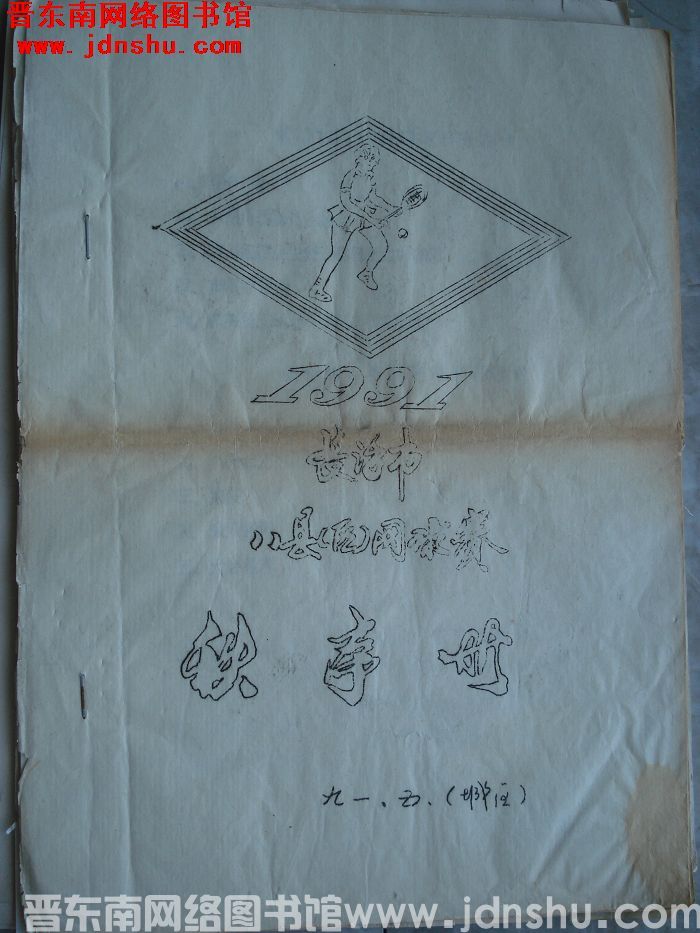 晋东南网络图书馆
www.jdnshu.com
1991
长治市
八县(区)网球赛
秩序册
九一.五.(郊区)
晋东南网络图书馆www.jdnshu.com